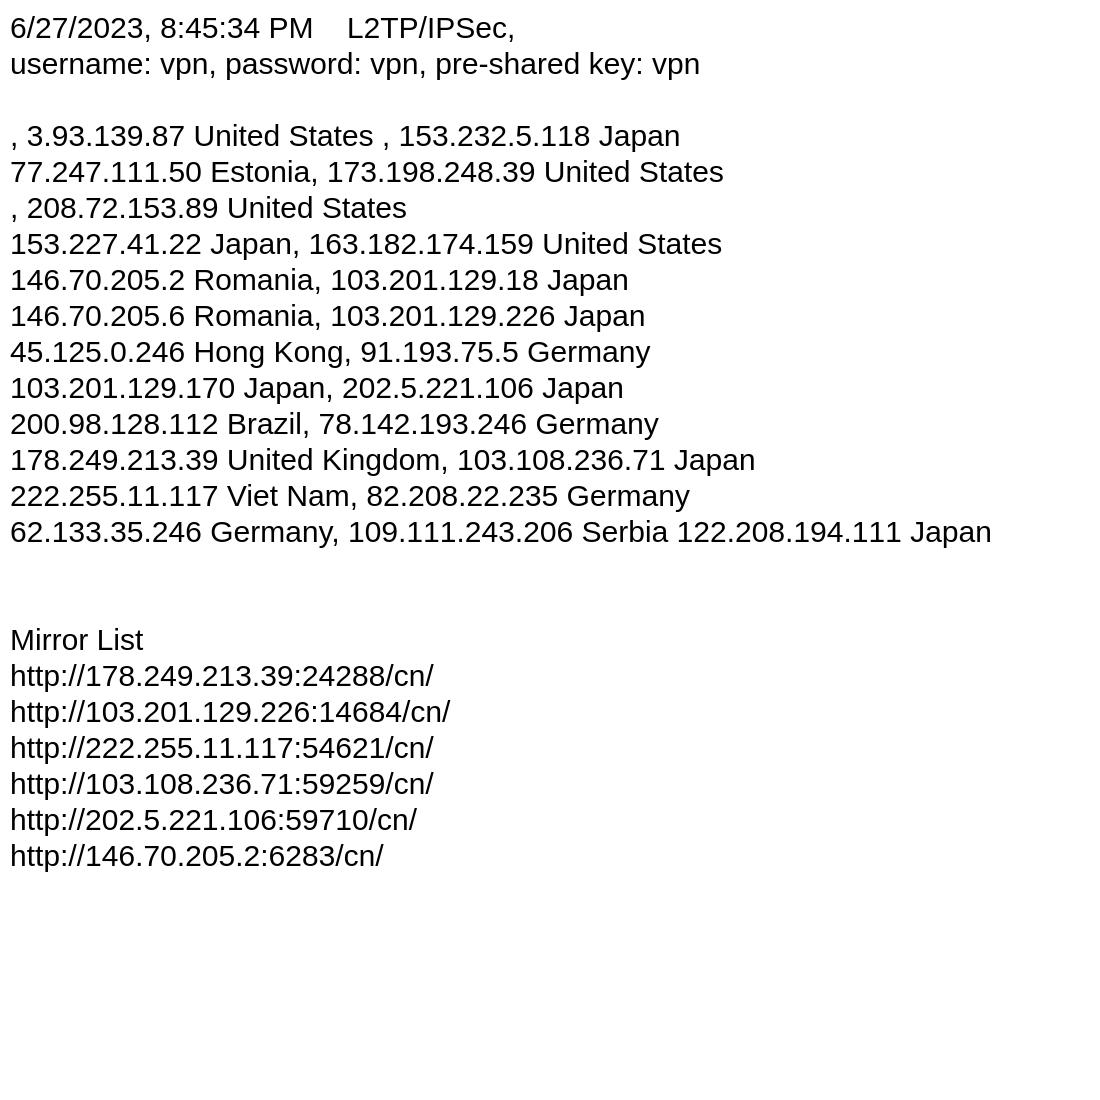 6/27/2023, 8:45:34 PM    L2TP/IPSec,
username: vpn, password: vpn, pre-shared key: vpn
, 3.93.139.87 United States , 153.232.5.118 Japan
77.247.111.50 Estonia, 173.198.248.39 United States
, 208.72.153.89 United States
153.227.41.22 Japan, 163.182.174.159 United States
146.70.205.2 Romania, 103.201.129.18 Japan
146.70.205.6 Romania, 103.201.129.226 Japan
45.125.0.246 Hong Kong, 91.193.75.5 Germany
103.201.129.170 Japan, 202.5.221.106 Japan
200.98.128.112 Brazil, 78.142.193.246 Germany
178.249.213.39 United Kingdom, 103.108.236.71 Japan
222.255.11.117 Viet Nam, 82.208.22.235 Germany
62.133.35.246 Germany, 109.111.243.206 Serbia 122.208.194.111 Japan
Mirror List
http://178.249.213.39:24288/cn/
http://103.201.129.226:14684/cn/
http://222.255.11.117:54621/cn/
http://103.108.236.71:59259/cn/
http://202.5.221.106:59710/cn/
http://146.70.205.2:6283/cn/